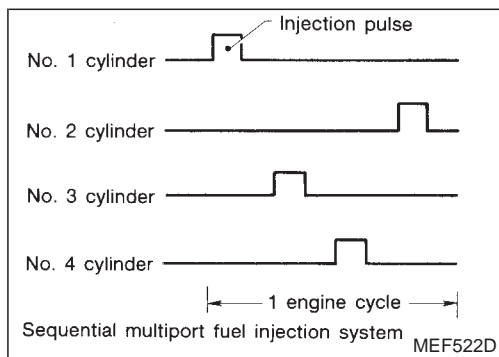 Injection pulse
No. 1 cylinder
No. 2 cylinder
No. 3 cylinder
No. 4 cylinder
1 engine cycle
Sequential multiport fuel injection system
MEF522D